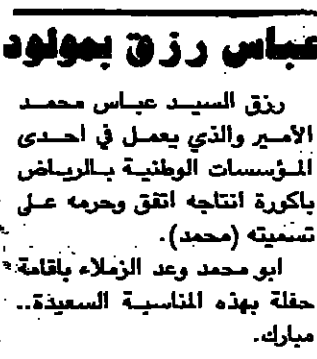 عباس رزق بمولود
رزق السيد عباس محمد
الأمير والذي يعمل في احدى
المؤسسات الوطنية بالرياض
باكورة انتاجه اتفق وحرمه على
تسميته (محمد).
ابو محمد وعد الزملاء باقامة
حفلة بهذه المناسبة السعيدة..
مبارك.